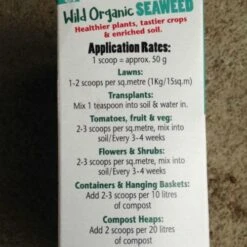 Wild Organic SEAWEED
Healthier plants, tastier crops
& enriched soil.
Application Rates:
1 scoop = approx. 50 g
Lawns:
1-2 scoops per sq.metre (1Kg/15sq.m)
Transplants:
Mix 1 teaspoon into soil & water in.
Tomatoes, fruit & veg:
2-3 scoops per sq.metre, mix into
soil/Every 3-4 weeks
Flowers & Shrubs:
2-3 scoops per sq.metre, mix into
soil/Every 3-4 weeks
Containers & Hanging Baskets:
Add 2-3 scoops per 10 litres
of compost
Compost Heaps:
Add 2 scoops per 20 litres
of compost